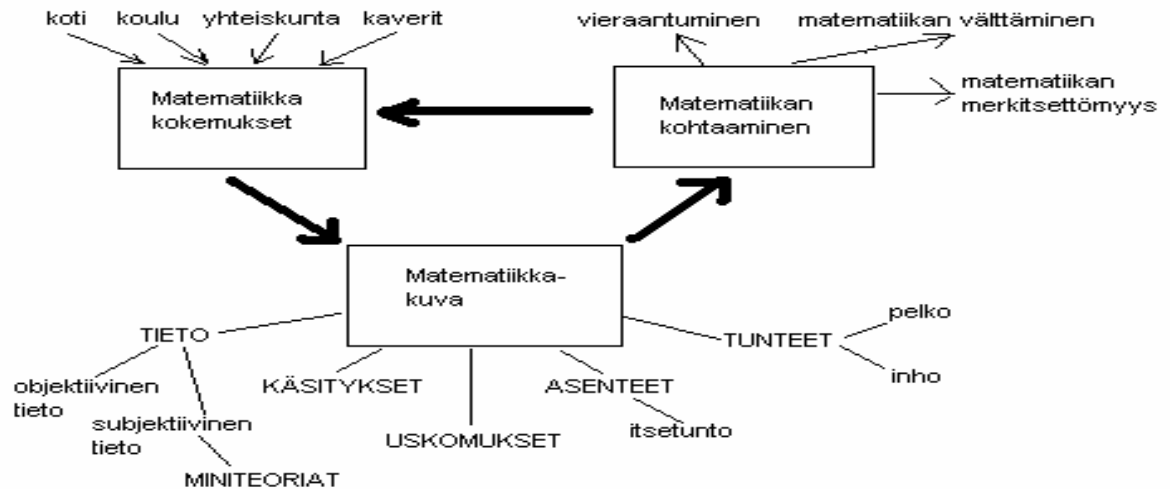 koti koulu yhteiskunta kaverit
vieraantuminen matematiikan välttäminen
Matematiikka
kokemukset
Matematiikan
kohtaaminen
matematiikan
merkitsettömyys
Matematiikka-
kuva
TIETO
TUNTEET
pelko
inho
objektiivinen
tieto
subjektiivinen
tieto
MINITEORIAT
KÄSITYKSET
USKOMUKSET
ASENTEET
itsetunto